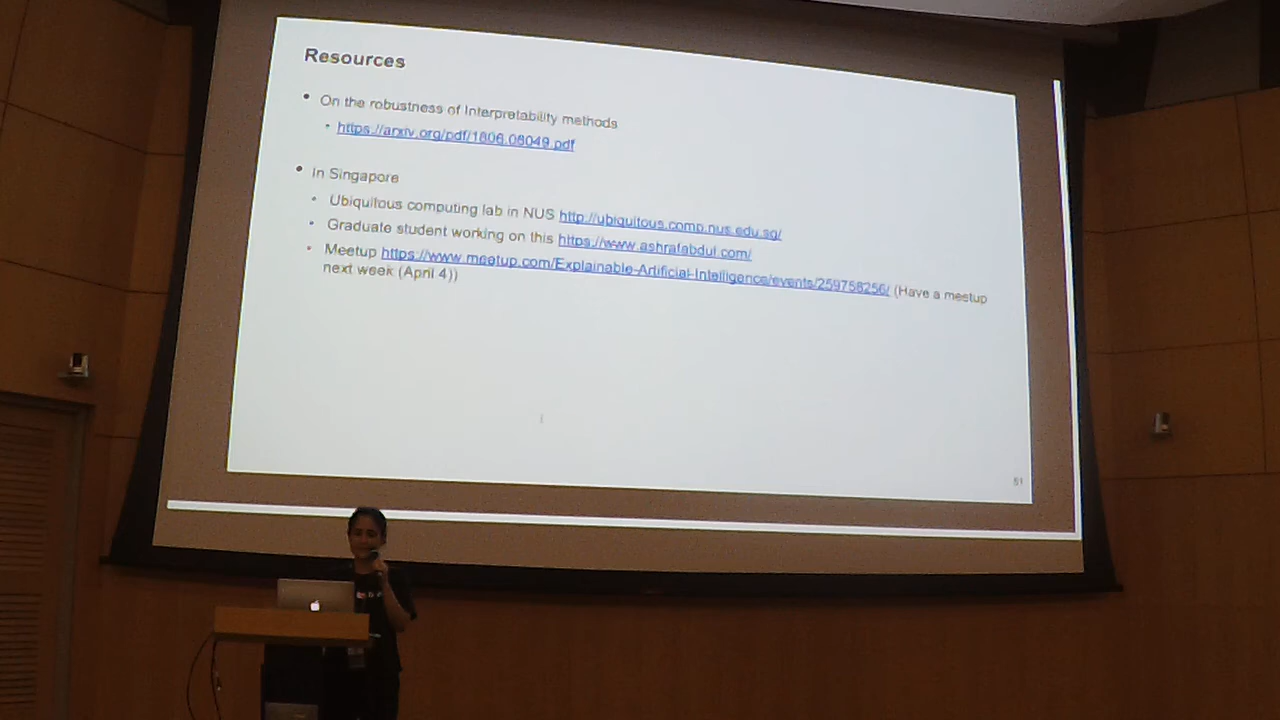 Resources
• On the robustness of Interpretability methods
• https://arxiv.org/pdf/1806.08049.pdf
• In Singapore
• Ubiquitous computing lab in NUS http://ubiquitous.comp.nus.edu.sg/
• Graduate student working on this https://www.ashrafabdul.com/
• Meetup https://www.meetup.com/Explainable-Artificial-Intelligence/events/259758256/ (Have a meetup
next week (April 4))
51